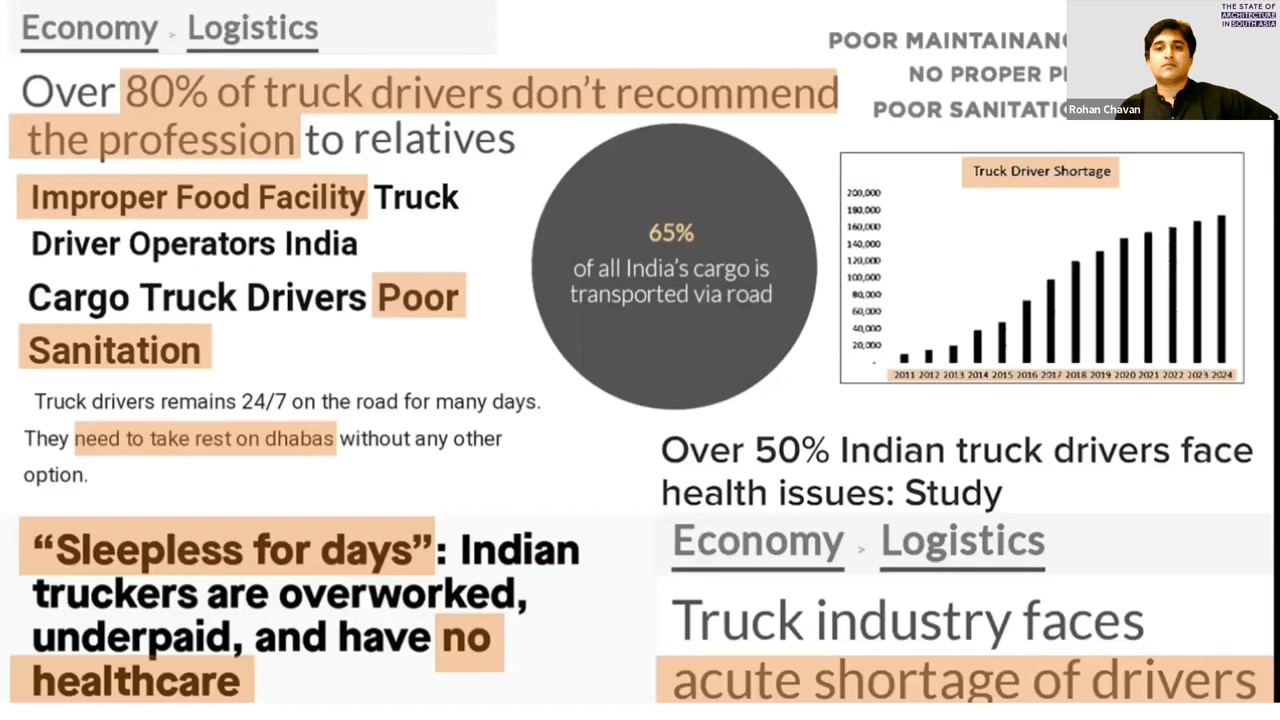 Economy > Logistics
Over 80% of truck drivers don't recommend
the profession to relatives
Improper Food Facility Truck
Driver Operators India
Cargo Truck Drivers Poor
Sanitation
Truck drivers remains 24/7 on the road for many days.
They need to take rest on dhabas without any other
option.
"Sleepless for days": Indian
truckers are overworked,
underpaid, and have no
healthcare
65%
of all India's cargo is
transported via road
POOR
NO PROPER
POOR
THE STATE OF
ARCHITECTURE
IN SOUTH ASIA
Rohan Chavan
Truck Driver Shortage
200,000
180,000
160,000
140,000
120,000
100,000
80,000
60,000
40,000
20,000
-
2011 2012 2013 2014 2015 2016 2017 2018 2019 2020 2021 2022 2023 2024
Over 50% Indian truck drivers face
health issues: Study
Economy > Logistics
Truck industry faces
acute shortage of drivers